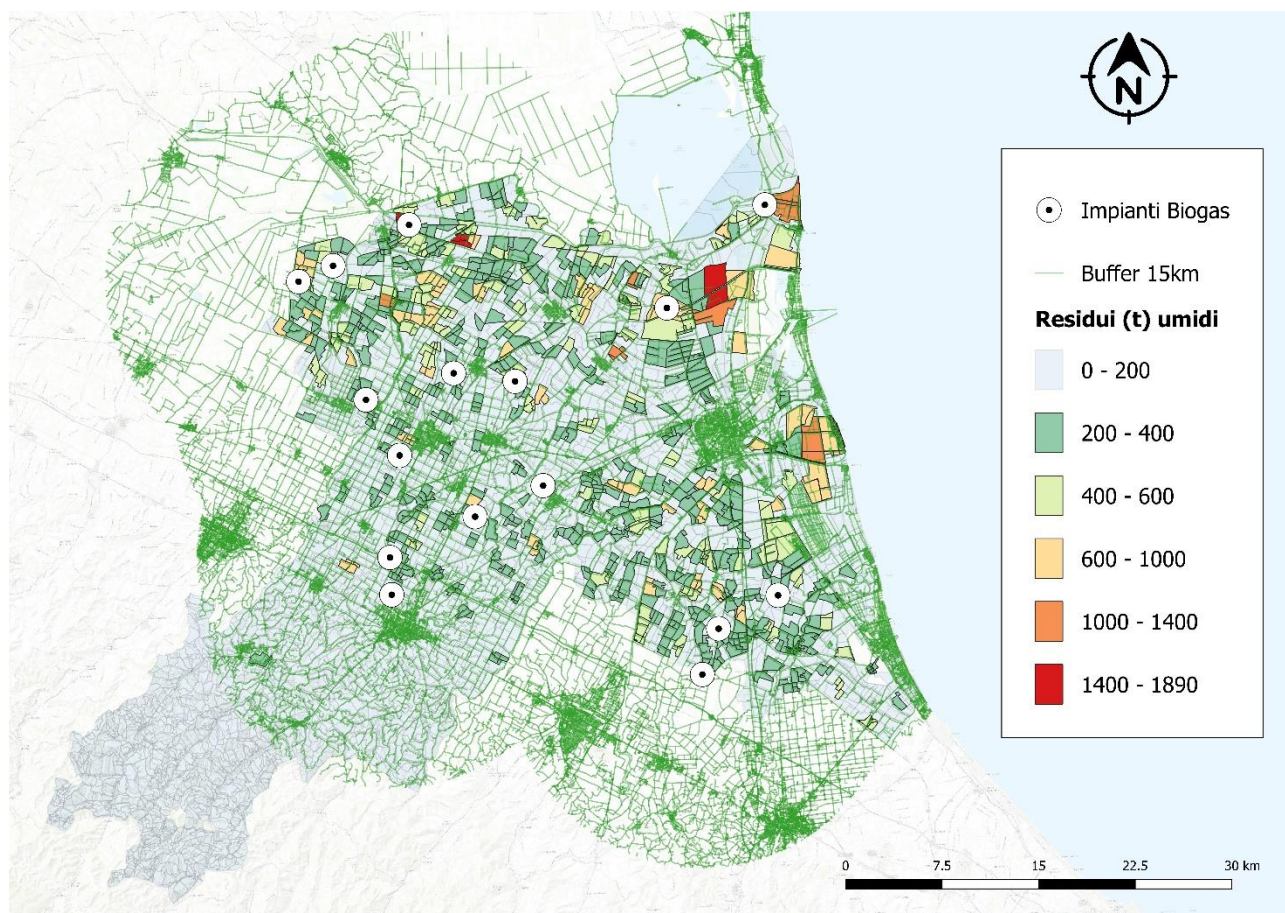 N
Impianti Biogas
Buffer 15km
Residui (t) umidi
0 - 200
200 - 400
400 - 600
600 - 1000
1000 - 1400
1400 - 1890
0 7.5 15 22.5 30 km